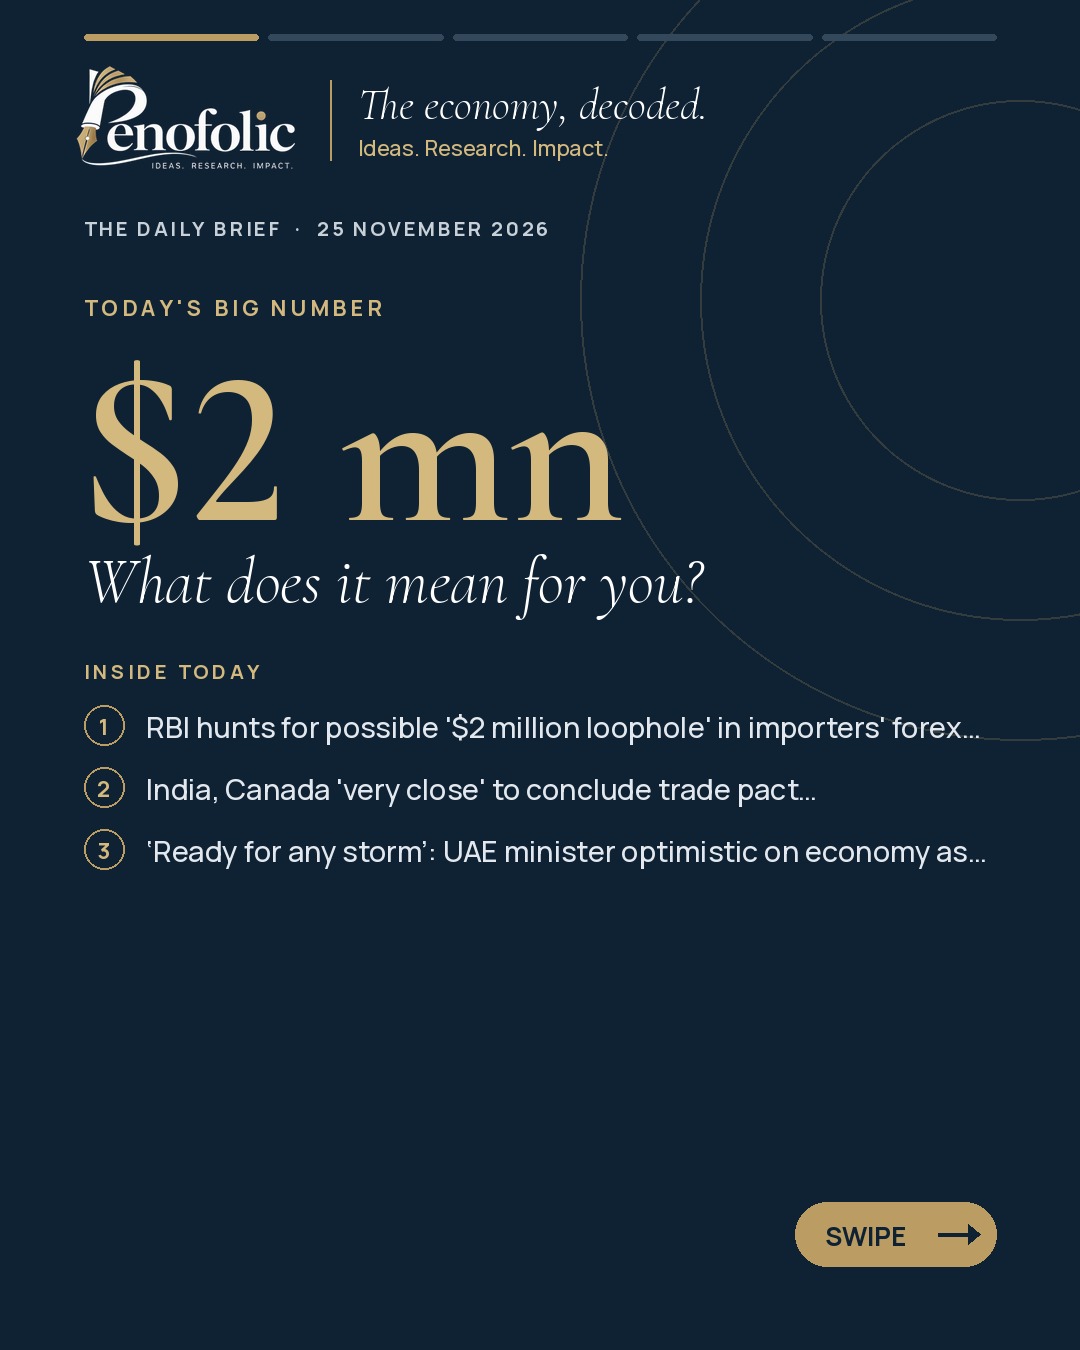 Penofolic
IDEAS. RESEARCH. IMPACT.
The economy, decoded.
Ideas. Research. Impact.
THE DAILY BRIEF · 25 NOVEMBER 2026
TODAY'S BIG NUMBER
$2 mn
What does it mean for you?
INSIDE TODAY
1 RBI hunts for possible '$2 million loophole' in importers' forex...
2 India, Canada 'very close' to conclude trade pact...
3 ‘Ready for any storm’: UAE minister optimistic on economy as...
SWIPE